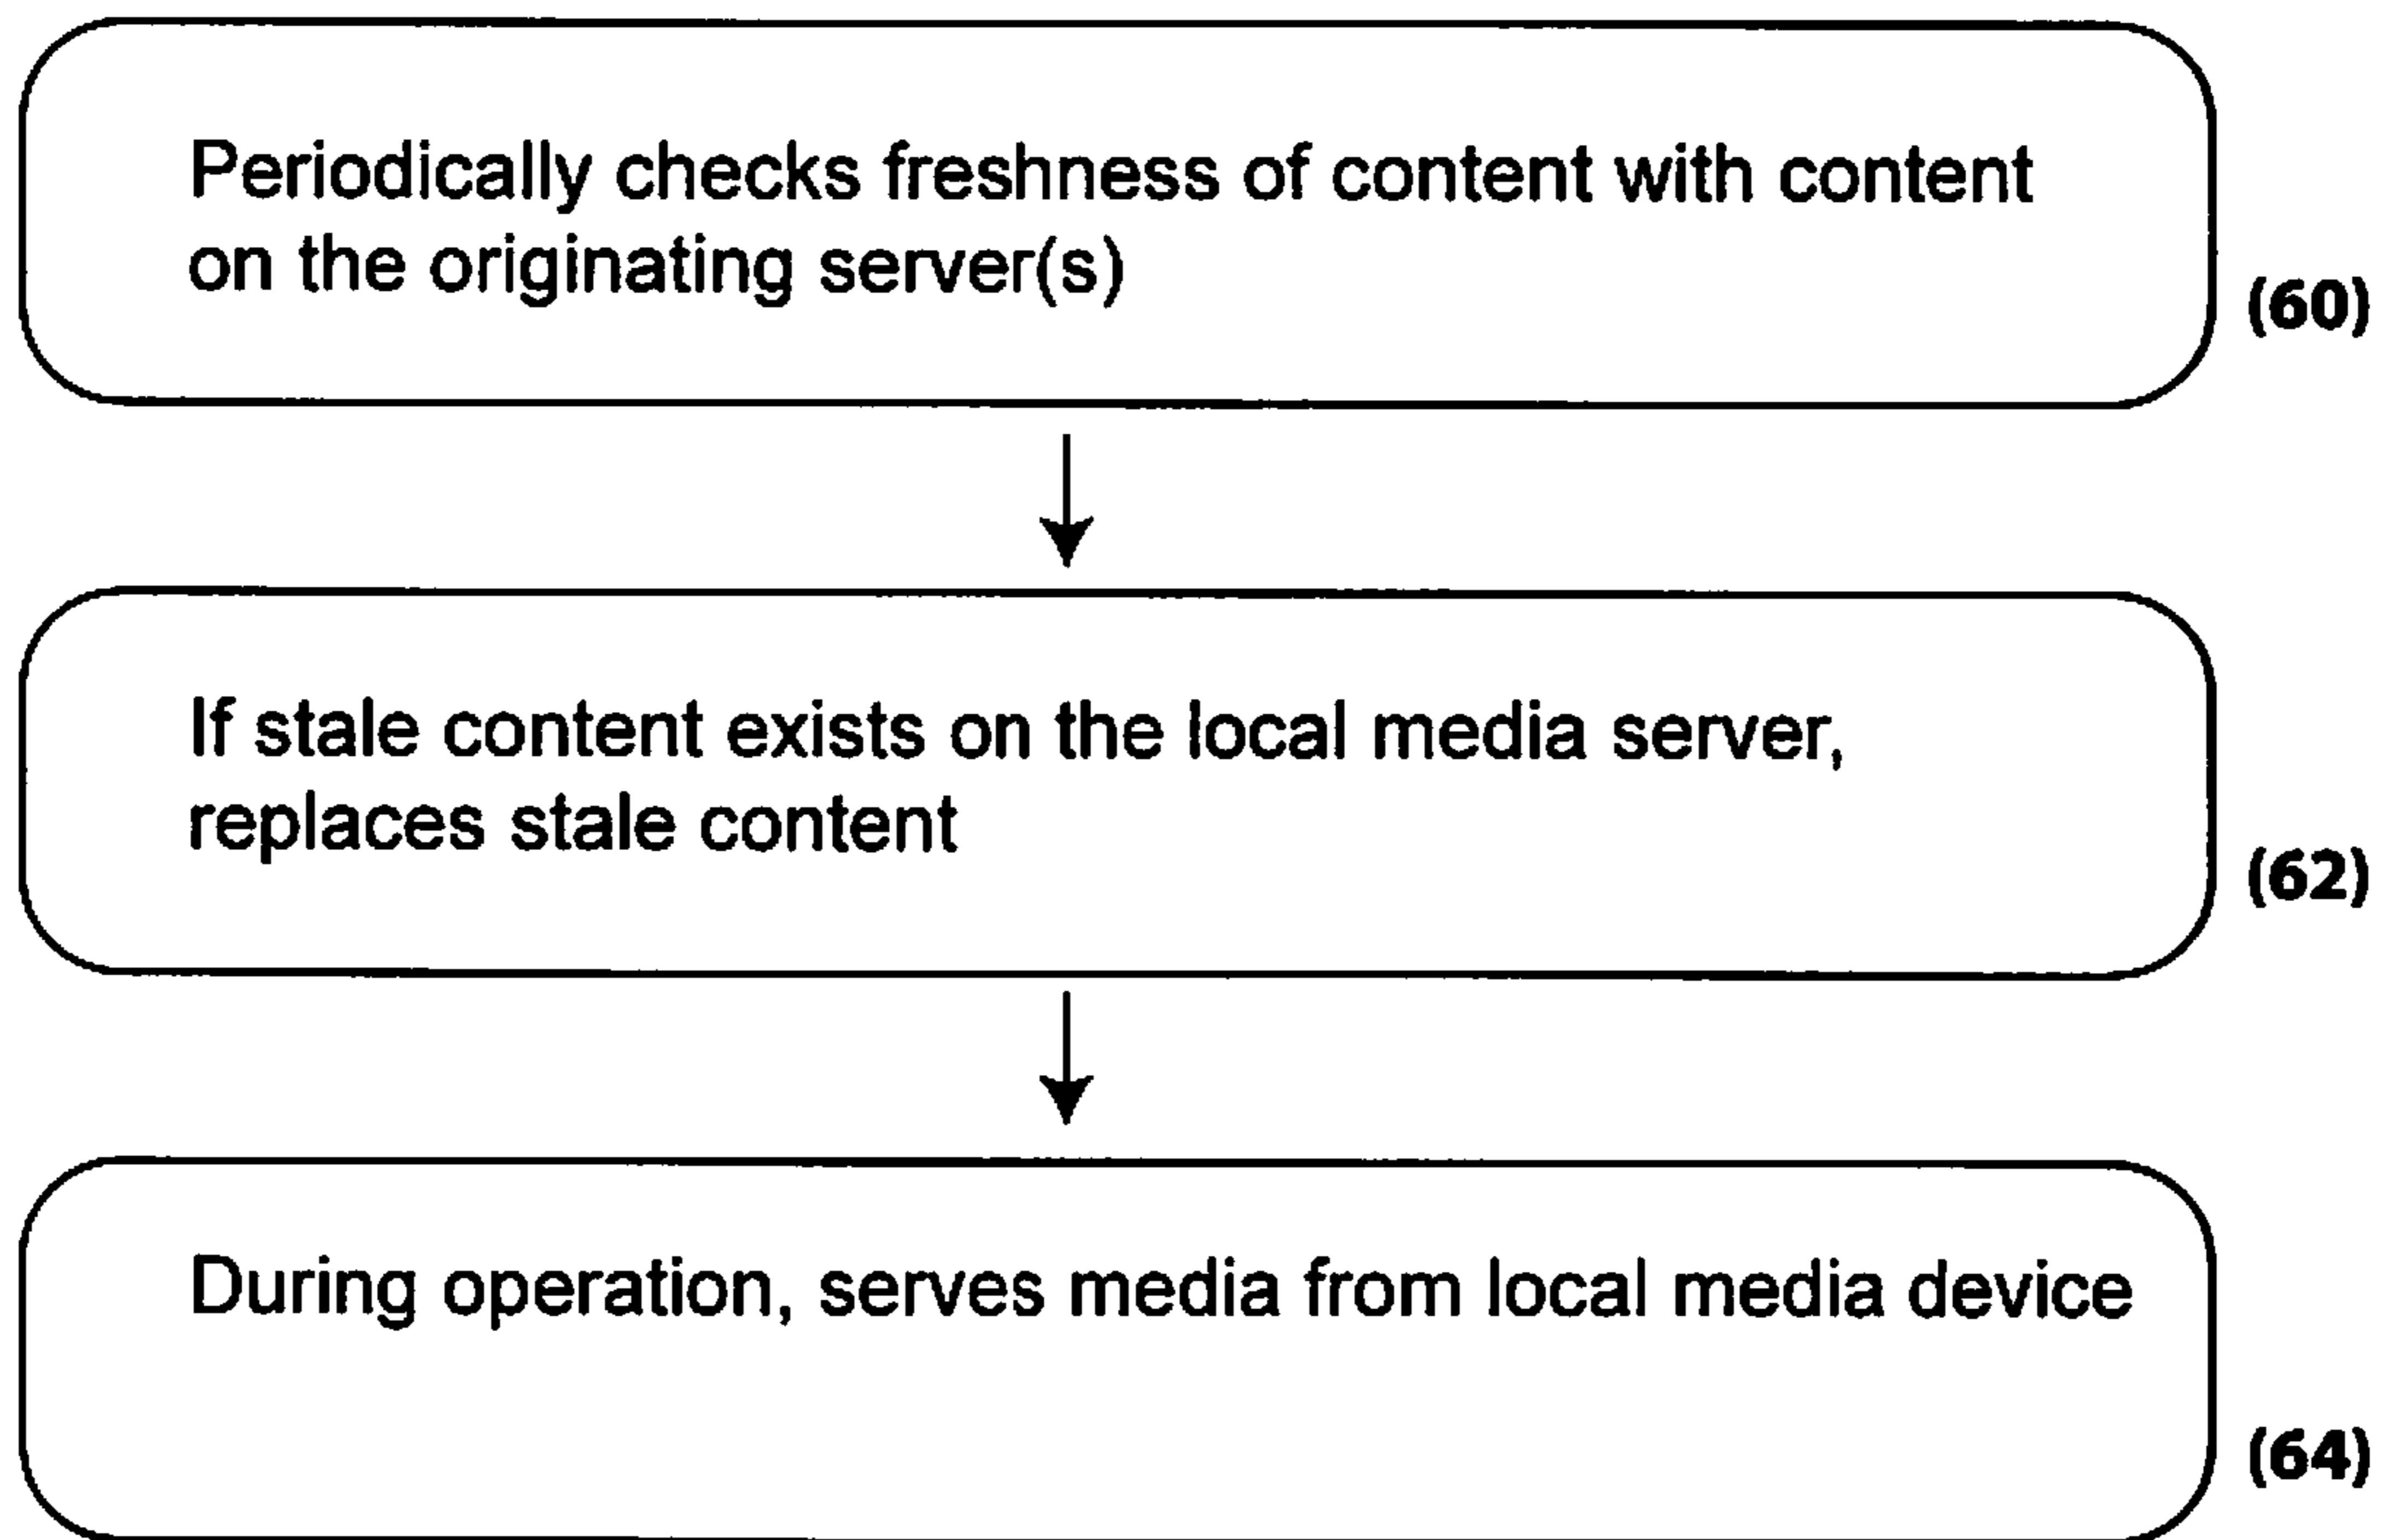 Periodically checks freshness of content with content
on the originating server(s)
(60)
If stale content exists on the local media server,
replaces stale content
(62)
During operation, serves media from local media device
(64)